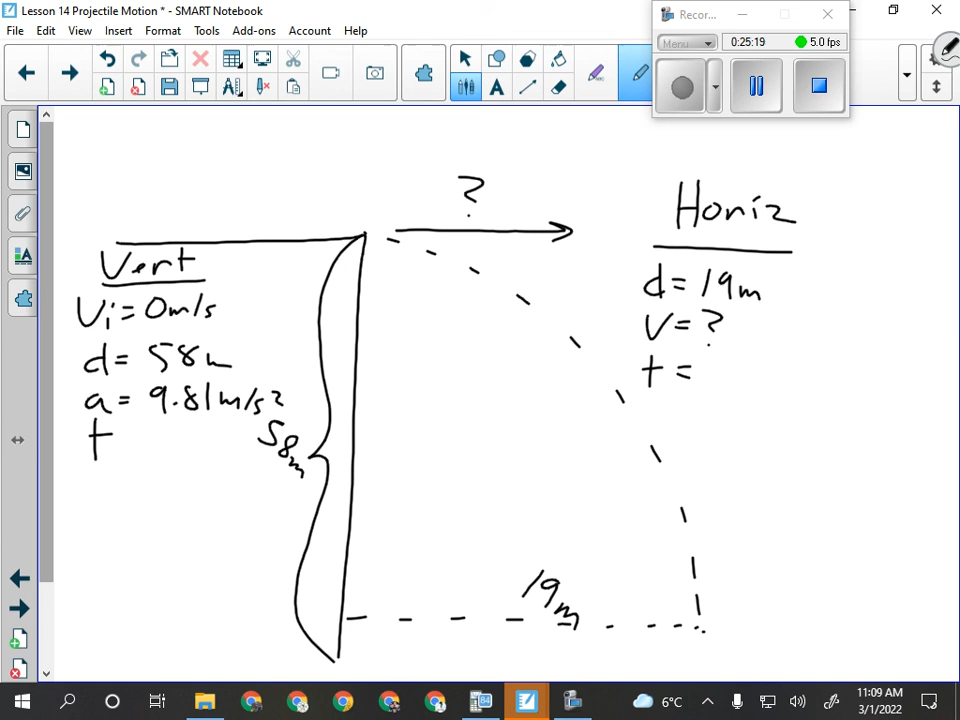 Lesson 14 Projectile Motion * - SMART Notebook
File Edit View Insert Format Tools Add-ons Account Help
Recor...
Menu
0:25:19
5.0 fps
A
A
?
Horiz
Vert
Vi = 0m/s
d = 58m
a = 9.81m/s²
t
58m
d = 19m
V = ?
t =
19m
84
6°C
11:09 AM
3/1/2022